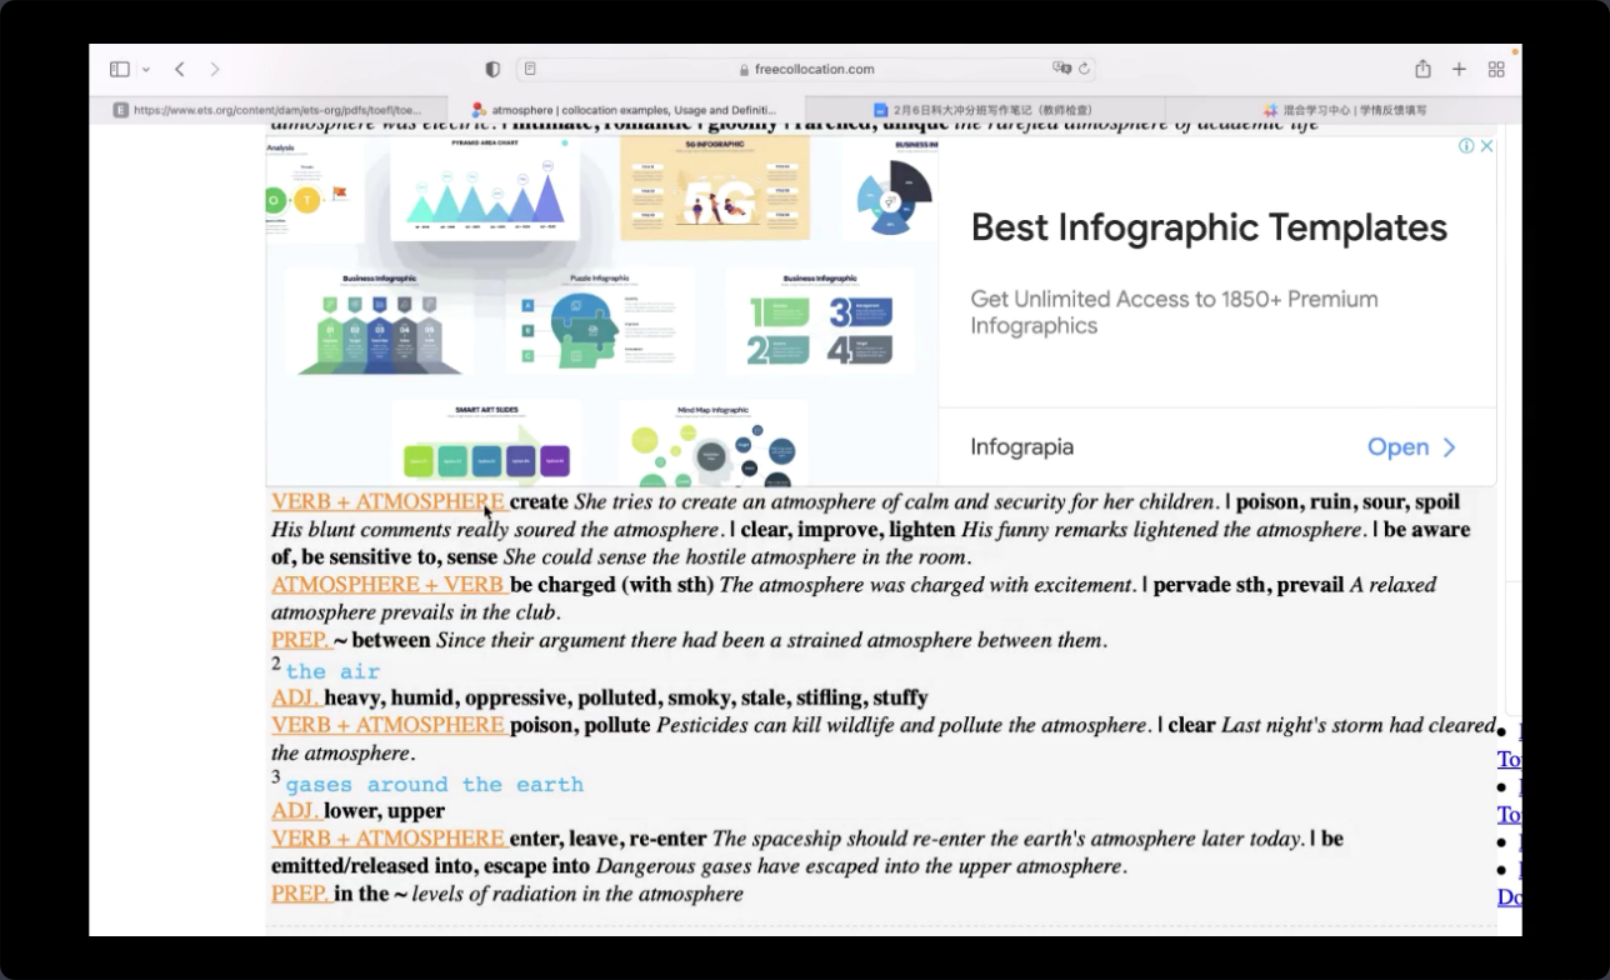 freecollocation.com
https://www.ets.org/content/dam/ets-org/pdfs/toefl/toe...
atmosphere | collocation examples, Usage and Definiti...
2月6日科大冲分班写作笔记（教师检查）
混合学习中心 | 学情反馈填写
atmosphere was electric. | intimate, romantic | gloomy | rarefied, unique the rarefied atmosphere of academic life
Analysis
PYRAMID AREA CHART
5G INFOGRAPHIC
BUSINESS IN
Best Infographic Templates
Get Unlimited Access to 1850+ Premium
Infographics
Business Infographic
Puzzle Infographic
Business Infographic
01 02 03 04 05
A
B
C
1 3
2 4
SMART ART SLIDES
Mind Map Infographic
Infograpia
Open
VERB + ATMOSPHERE create She tries to create an atmosphere of calm and security for her children. | poison, ruin, sour, spoil
His blunt comments really soured the atmosphere. | clear, improve, lighten His funny remarks lightened the atmosphere. | be aware
of, be sensitive to, sense She could sense the hostile atmosphere in the room.
ATMOSPHERE + VERB be charged (with sth) The atmosphere was charged with excitement. | pervade sth, prevail A relaxed
atmosphere prevails in the club.
PREP. ~ between Since their argument there had been a strained atmosphere between them.
2 the air
ADJ. heavy, humid, oppressive, polluted, smoky, stale, stifling, stuffy
VERB + ATMOSPHERE poison, pollute Pesticides can kill wildlife and pollute the atmosphere. | clear Last night's storm had cleared
the atmosphere.
3 gases around the earth
ADJ. lower, upper
VERB + ATMOSPHERE enter, leave, re-enter The spaceship should re-enter the earth's atmosphere later today. | be
emitted/released into, escape into Dangerous gases have escaped into the upper atmosphere.
PREP. in the ~ levels of radiation in the atmosphere
To
To
Do